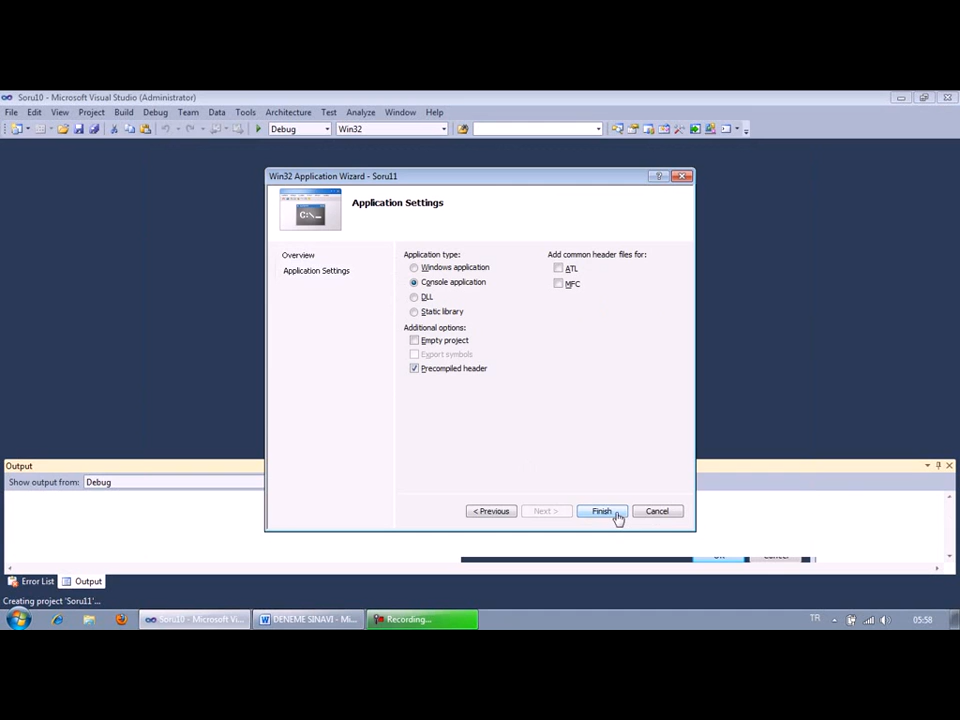 Soru10 - Microsoft Visual Studio (Administrator)
File Edit View Project Build Debug Team Data Tools Architecture Test Analyze Window Help
Debug Win32
Win32 Application Wizard - Soru11
C:\_
Application Settings
Overview
Application Settings
Application type:
Windows application
Console application
DLL
Static library
Additional options:
Empty project
Export symbols
Precompiled header
Add common header files for:
ATL
MFC
< Previous Next > Finish Cancel
Output
Show output from: Debug
Error List Output
Creating project 'Soru11'...
Soru10 - Microsoft Vi... DENEME SINAVI - Mi... Recording... TR 05:58